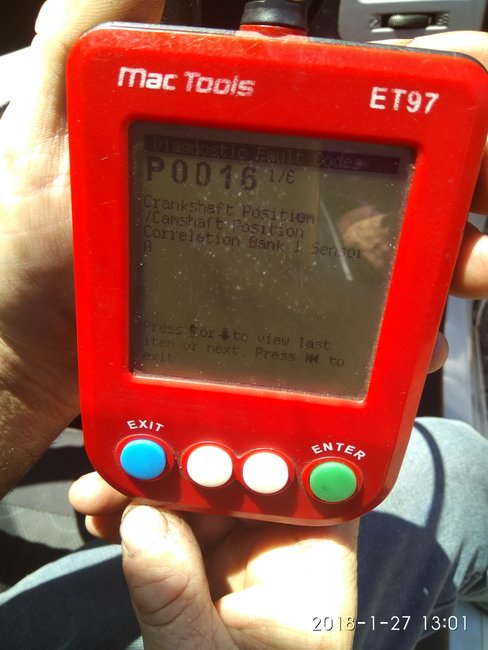 Mac Tools
ET97
Diagnostic Fault Codes
P0016 1/6
Crankshaft Position
/Camshaft Position
Correlation Bank 1 Sensor
A
Press or to view last
item or next. Press to
exit.
EXIT
ENTER
2018-1-27 13:01